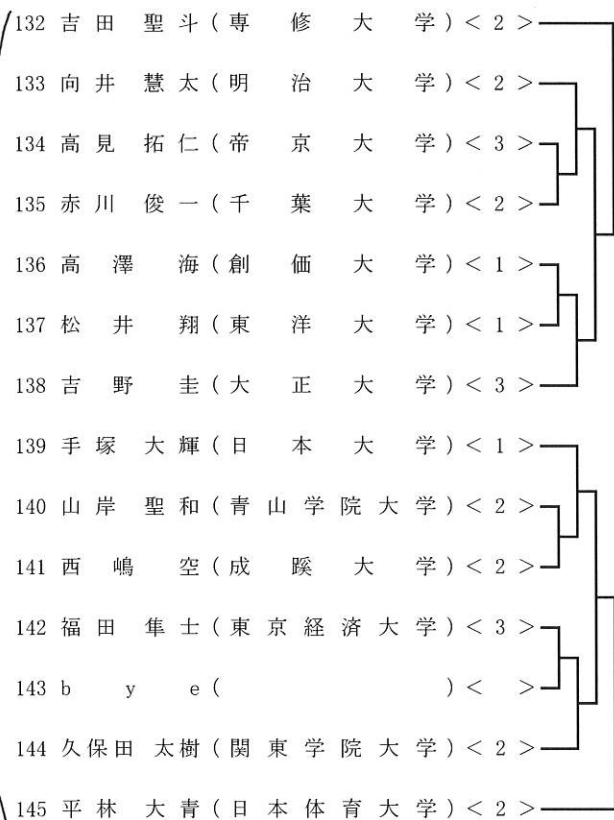 132 吉田 聖斗(専修大学)<2>
133 向井 慧太(明治大学)<2>
134 高見 拓仁(帝京大学)<3>
135 赤川 俊一(千葉大学)<2>
136 高澤 海(創価大学)<1>
137 松井 翔(東洋大学)<1>
138 吉野 圭(大正大学)<3>
139 手塚 大輝(日本大学)<1>
140 山岸 聖和(青山学院大学)<2>
141 西嶋 空(成蹊大学)<2>
142 福田 隼士(東京経済大学)<3>
143 bye( )< >
144 久保田 太樹(関東学院大学)<2>
145 平林 大青(日本体育大学)<2>